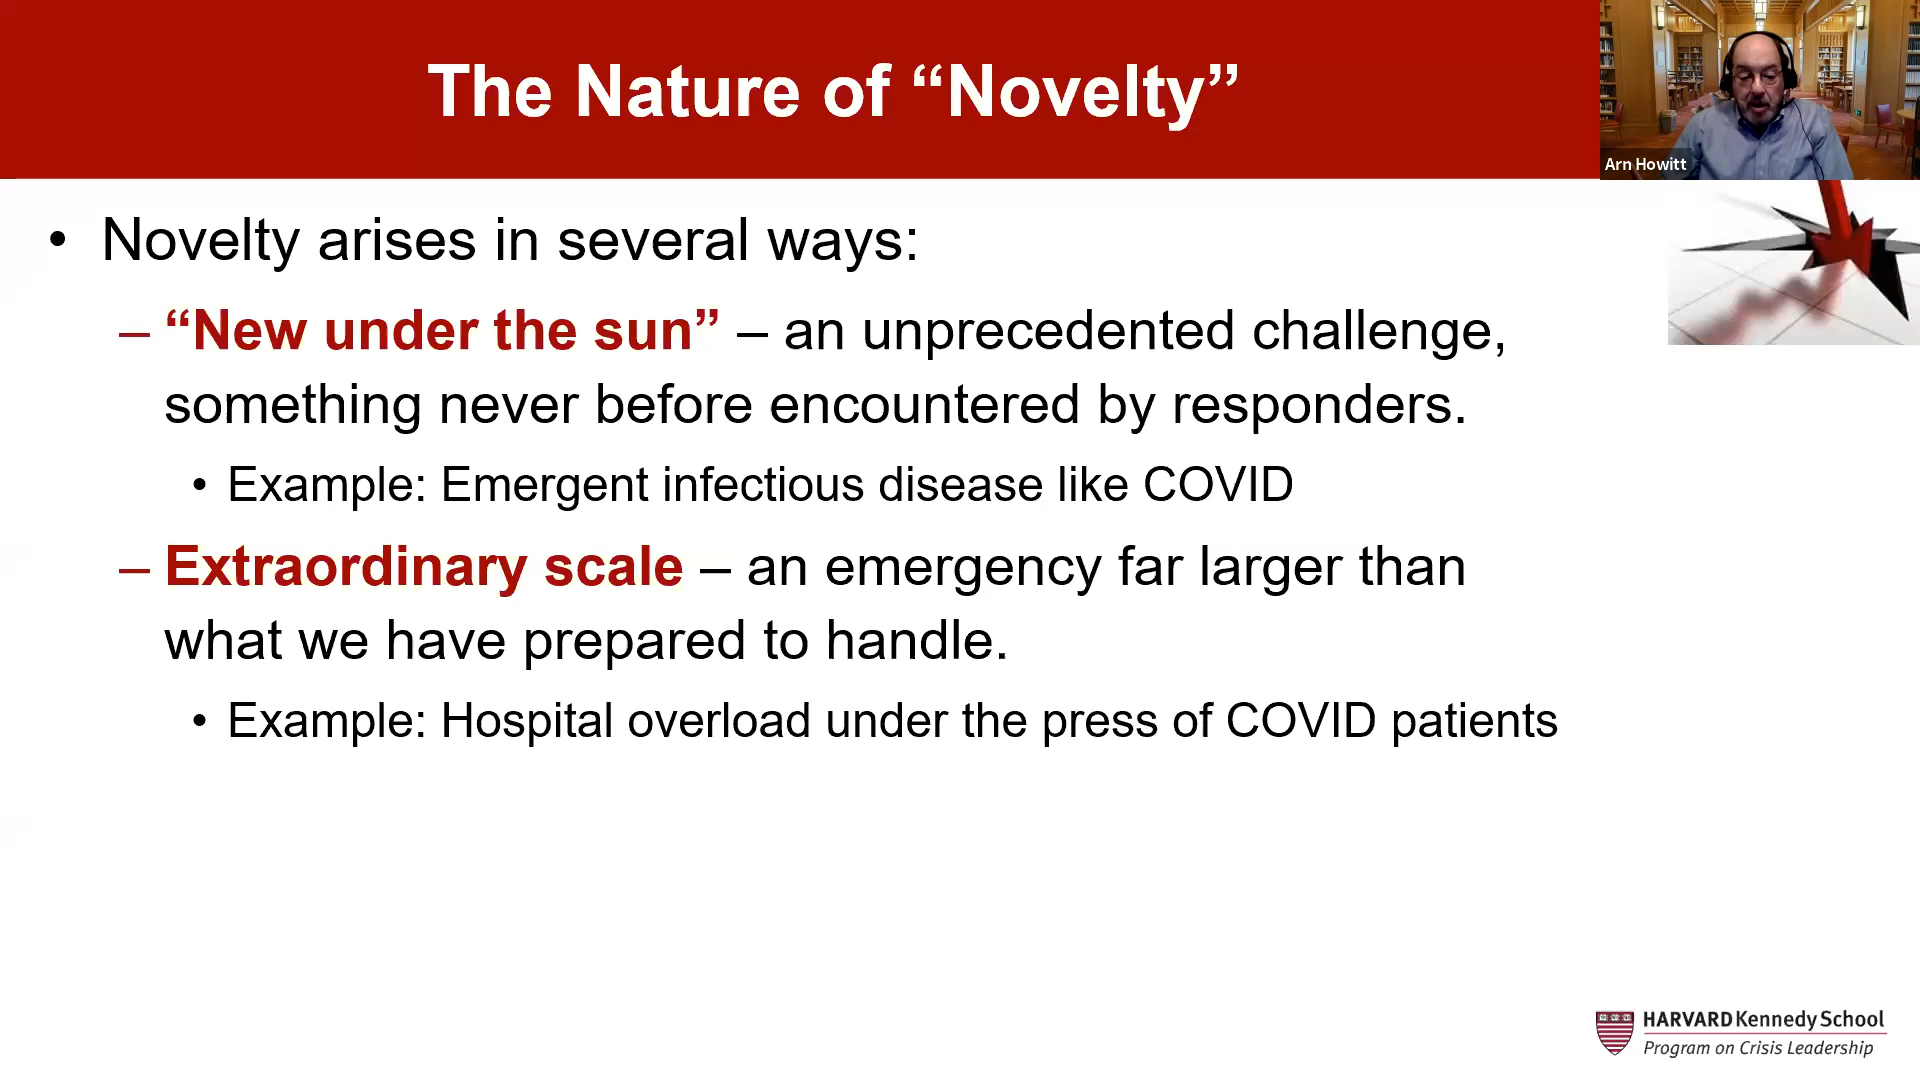 The Nature of “Novelty”
Arn Howitt
• Novelty arises in several ways:
– “New under the sun” – an unprecedented challenge,
something never before encountered by responders.
• Example: Emergent infectious disease like COVID
– Extraordinary scale – an emergency far larger than
what we have prepared to handle.
• Example: Hospital overload under the press of COVID patients
HARVARD Kennedy School
Program on Crisis Leadership